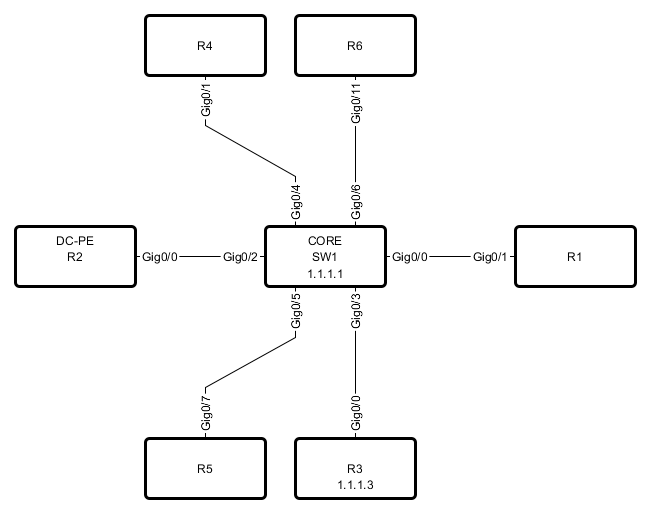 R4
R6
Gig0/1
Gig0/11
Gig0/4
Gig0/6
DC-PE
R2
Gig0/0
Gig0/2
CORE
SW1
1.1.1.1
Gig0/0
Gig0/1
R1
Gig0/5
Gig0/3
Gig0/7
Gig0/0
R5
R3
1.1.1.3